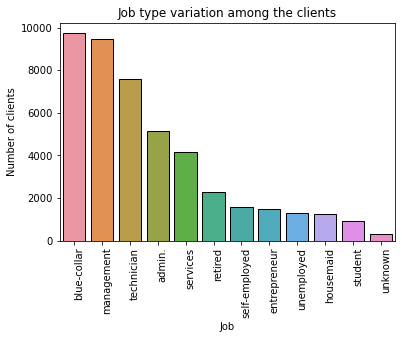 Job type variation among the clients
10000
8000
6000
4000
2000
0
Number of clients
blue-collar
management
technician
admin.
services
retired
self-employed
entrepreneur
unemployed
housemaid
student
unknown
Job